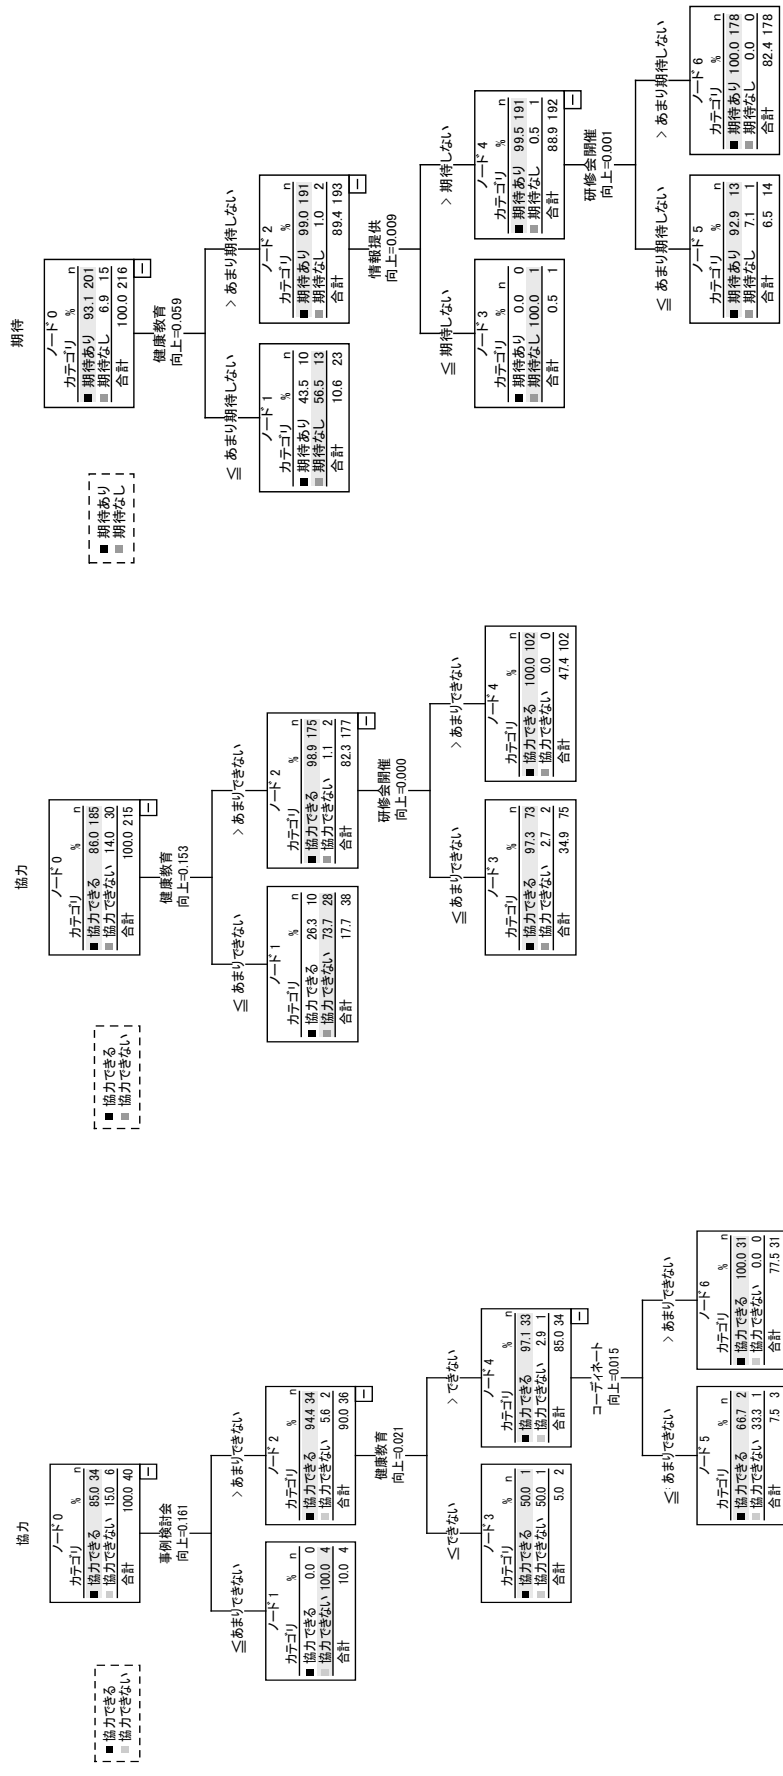 協力
協力できる
協力できない
ノード 0
カテゴリ % n
協力できる 85.0 34
協力できない 15.0 6
合計 100.0 40
事例検討会
向上=0.161
≦あまりできない
>あまりできない
ノード 1
カテゴリ % n
協力できる 0.0 0
協力できない 100.0 4
合計 10.0 4
ノード 2
カテゴリ % n
協力できる 94.4 34
協力できない 5.6 2
合計 90.0 36
健康教育
向上=0.021
≦できない
>できない
ノード 3
カテゴリ % n
協力できる 50.0 1
協力できない 50.0 1
合計 5.0 2
ノード 4
カテゴリ % n
協力できる 97.1 33
協力できない 2.9 1
合計 85.0 34
コーディネート
向上=0.015
≦あまりできない
>あまりできない
ノード 5
カテゴリ % n
協力できる 66.7 2
協力できない 33.3 1
合計 7.5 3
ノード 6
カテゴリ % n
協力できる 100.0 31
協力できない 0.0 0
合計 77.5 31
協力
協力できる
協力できない
ノード 0
カテゴリ % n
協力できる 86.0 185
協力できない 14.0 30
合計 100.0 215
健康教育
向上=0.153
≦ あまりできない
> あまりできない
ノード 1
カテゴリ % n
協力できる 26.3 10
協力できない 73.7 28
合計 17.7 38
ノード 2
カテゴリ % n
協力できる 98.9 175
協力できない 1.1 2
合計 82.3 177
研修会開催
向上=0.000
≦ あまりできない
> あまりできない
ノード 3
カテゴリ % n
協力できる 97.3 73
協力できない 2.7 2
合計 34.9 75
ノード 4
カテゴリ % n
協力できる 100.0 102
協力できない 0.0 0
合計 47.4 102
期待
期待あり
期待なし
ノード 0
カテゴリ % n
期待あり 93.1 201
期待なし 6.9 15
合計 100.0 216
健康教育
向上=0.059
≦ あまり期待しない
> あまり期待しない
ノード 1
カテゴリ % n
期待あり 43.5 10
期待なし 56.5 13
合計 10.6 23
ノード 2
カテゴリ % n
期待あり 99.0 191
期待なし 1.0 2
合計 89.4 193
情報提供
向上=0.009
≦ 期待しない
> 期待しない
ノード 3
カテゴリ % n
期待あり 0.0 0
期待なし 100.0 1
合計 0.5 1
ノード 4
カテゴリ % n
期待あり 99.5 191
期待なし 0.5 1
合計 88.9 192
研修会開催
向上=0.001
≦ あまり期待しない
> あまり期待しない
ノード 5
カテゴリ % n
期待あり 92.9 13
期待なし 7.1 1
合計 6.5 14
ノード 6
カテゴリ % n
期待あり 100.0 178
期待なし 0.0 0
合計 82.4 178